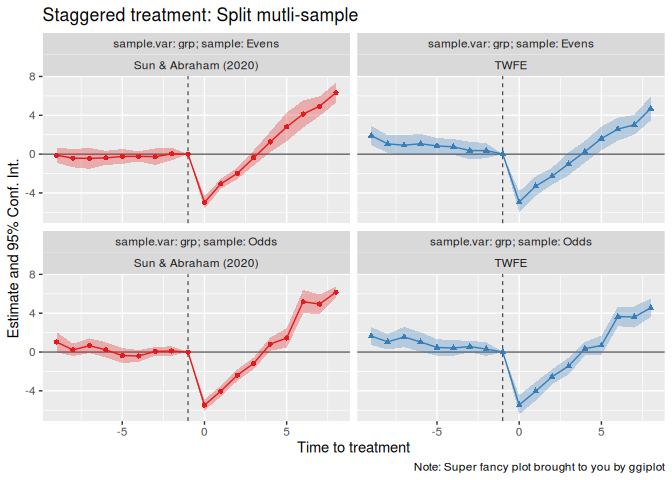 Staggered treatment: Split mutli-sample
sample.var: grp; sample: Evens
sample.var: grp; sample: Evens
Sun & Abraham (2020)
TWFE
8
4
0
-4
sample.var: grp; sample: Odds
sample.var: grp; sample: Odds
Sun & Abraham (2020)
TWFE
8
4
0
-4
Estimate and 95% Conf. Int.
-5
0
5
-5
0
5
Time to treatment
Note: Super fancy plot brought to you by ggiplot